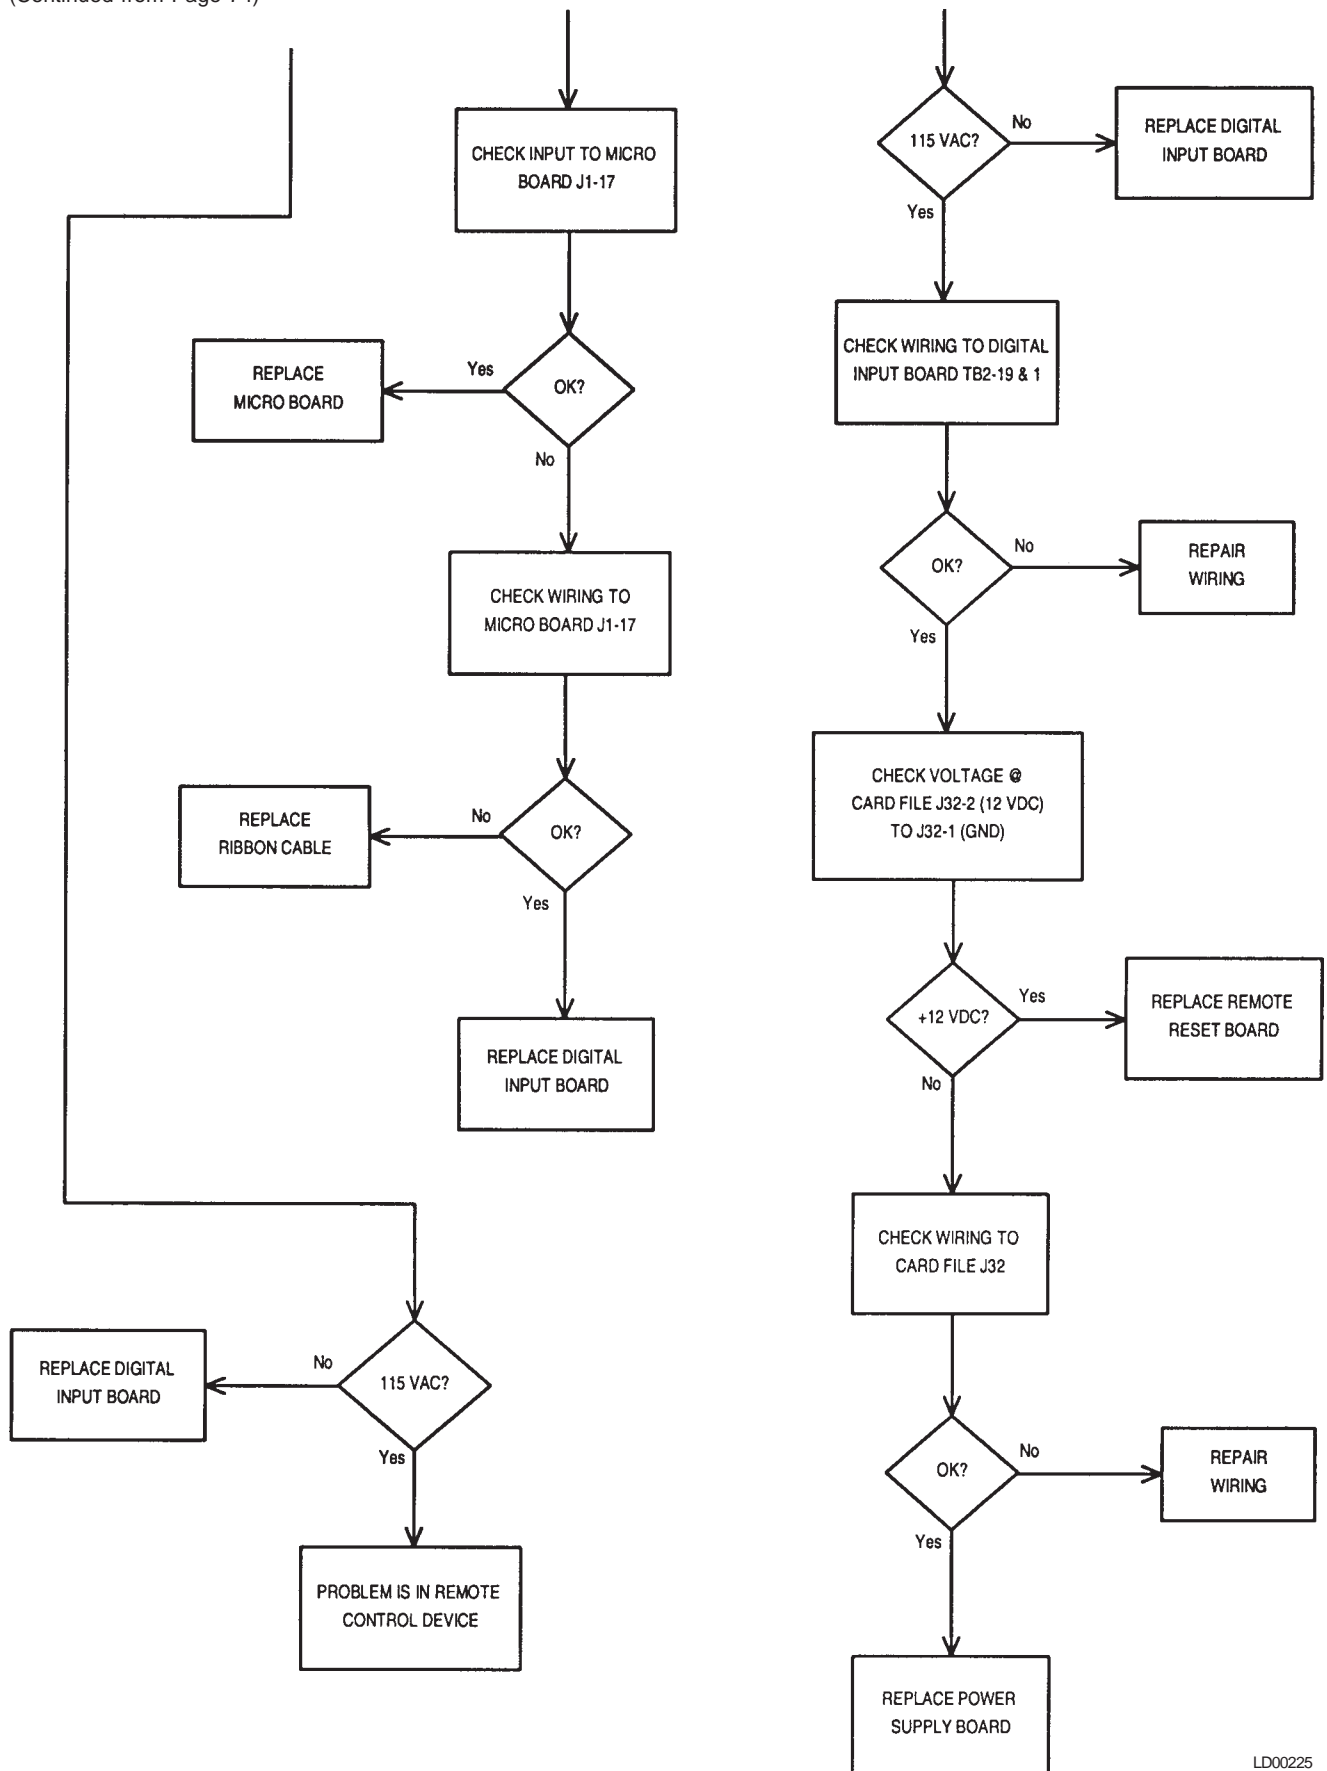 (Continued from Page
CHECK INPUT TO MICRO
BOARD J1-17
REPLACE
MICRO BOARD
Yes
OK?
No
CHECK WIRING TO
MICRO BOARD J1-17
REPLACE
RIBBON CABLE
No
OK?
Yes
REPLACE DIGITAL
INPUT BOARD
REPLACE DIGITAL
INPUT BOARD
No
115 VAC?
Yes
PROBLEM IS IN REMOTE
CONTROL DEVICE
115 VAC?
No
REPLACE DIGITAL
INPUT BOARD
Yes
CHECK WIRING TO DIGITAL
INPUT BOARD TB2-19 & 1
OK?
No
REPAIR
WIRING
Yes
CHECK VOLTAGE @
CARD FILE J32-2 (12 VDC)
TO J32-1 (GND)
+12 VDC?
Yes
REPLACE REMOTE
RESET BOARD
No
CHECK WIRING TO
CARD FILE J32
OK?
No
REPAIR
WIRING
Yes
REPLACE POWER
SUPPLY BOARD
LD00225